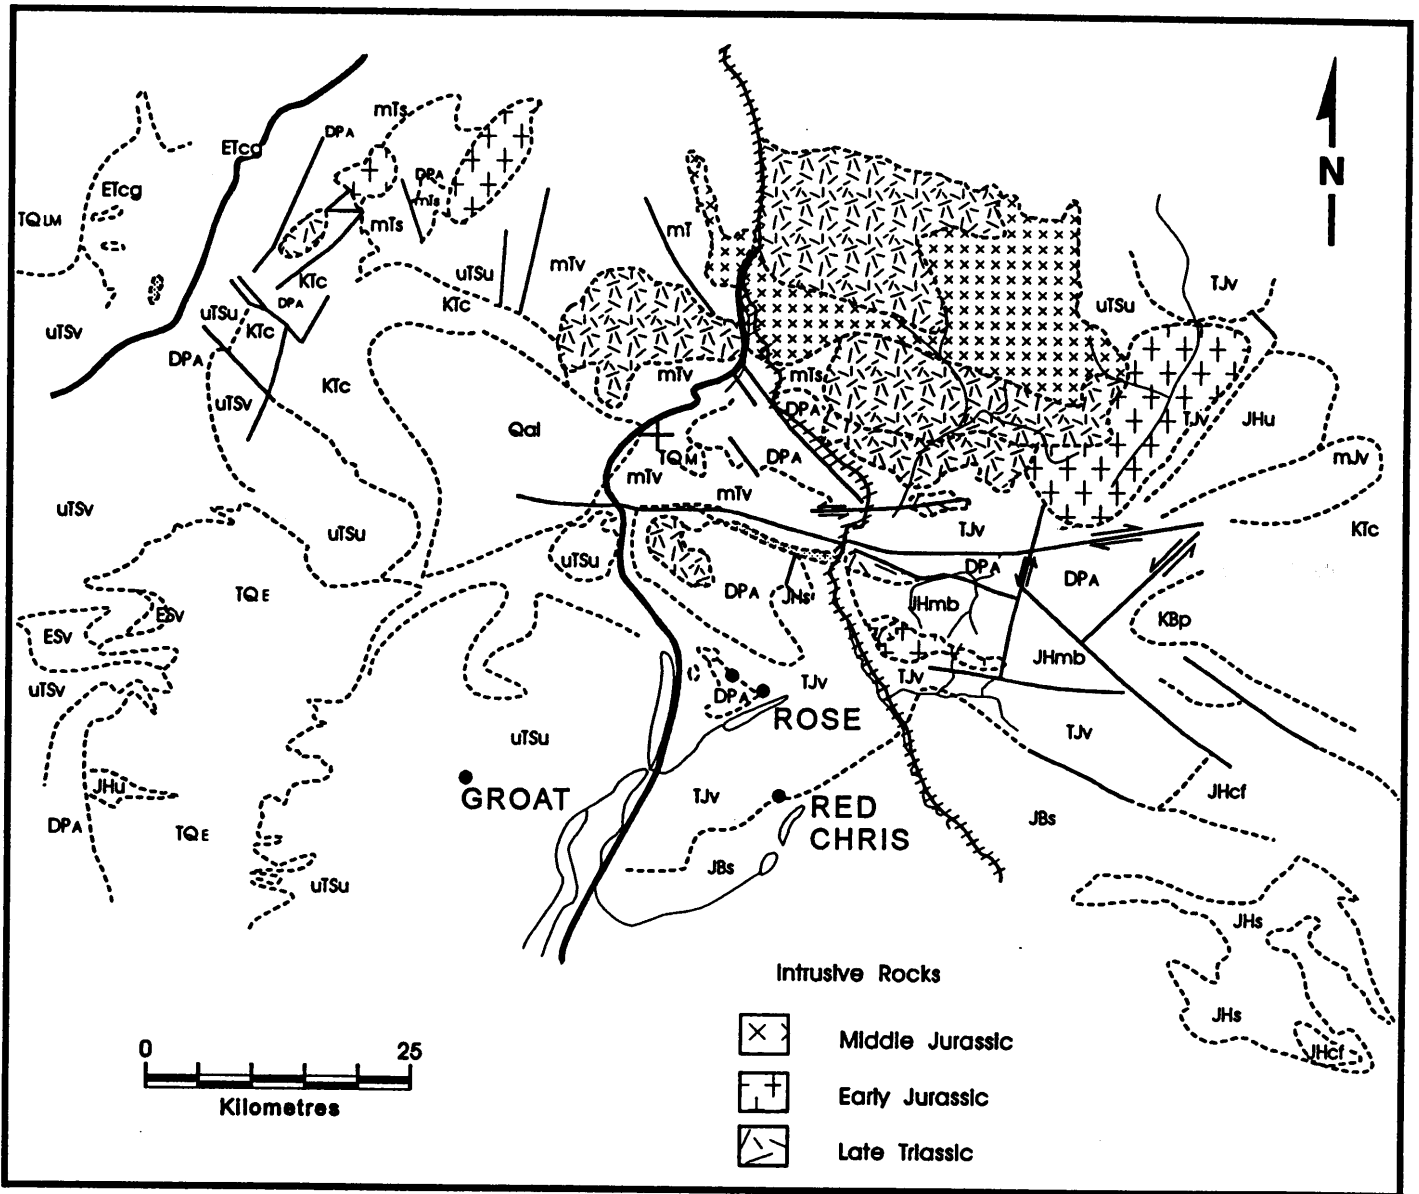 mTs
DPA
ETcg
ETcg
DPA
mTs
TQLM
mTs
mT
N
KTc
uTSu
mTv
DPA
KTc
uTSu
TJv
uTSv
uTSu
KTc
DPA
KTc
mTv
mTs
uTSv
DPA
TJv
JHu
Qal
TQM
DPA
mJv
mTv
mTv
uTSv
uTSu
TJv
KTc
uTSu
DPA
DPA
TQE
DPA
JHs
JHmb
ESv
KBp
ESv
JHmb
uTSv
DPA
TJv
TJv
ROSE
uTSu
TJv
JHu
GROAT
TJv
RED
CHRIS
JHcf
DPA
TQE
JBs
JBs
uTSu
JHs
JHs
JHcf
Intrusive Rocks
Middle Jurassic
Early Jurassic
Late Triassic
0 25
Kilometres